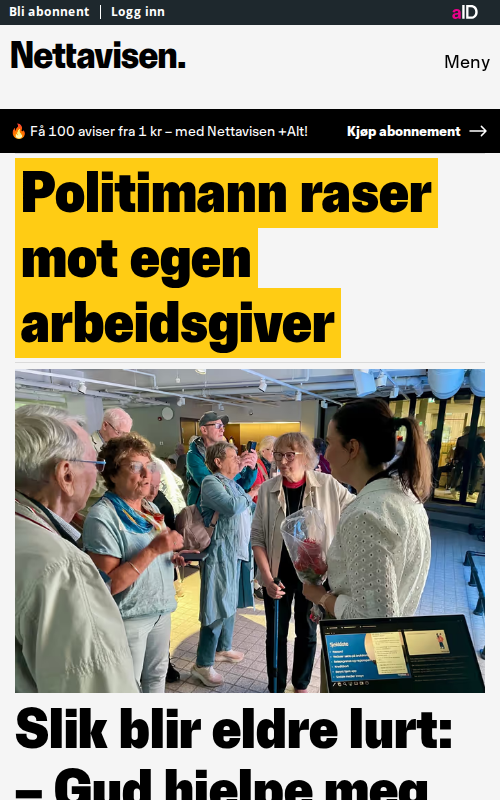 Bli abonnent
Logg inn
aID
Nettavisen.
Meny
🔥 Få 100 aviser fra 1 kr – med Nettavisen +Alt!
Kjøp abonnement →
Politimann raser
mot egen
arbeidsgiver
Slik blir eldre lurt:
– Gud hjelpe meg